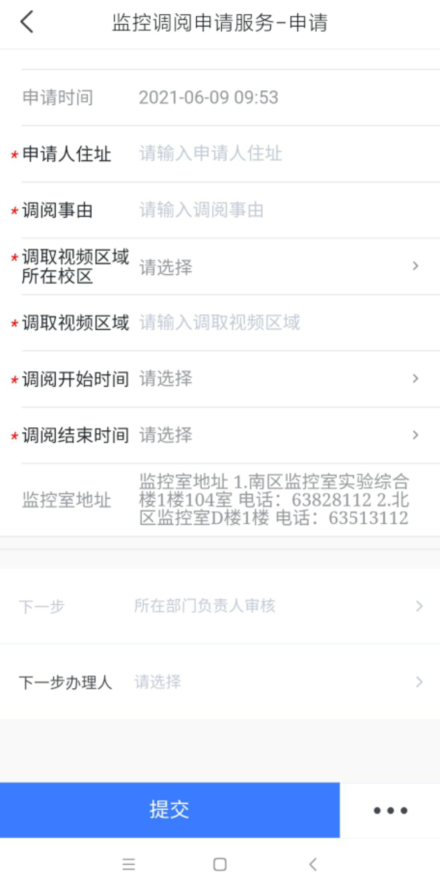 监控调阅申请服务-申请
申请时间 2021-06-09 09:53
*申请人住址 请输入申请人住址
*调阅事由 请输入调阅事由
*调取视频区域
所在校区 请选择
*调取视频区域 请输入调取视频区域
*调阅开始时间 请选择
*调阅结束时间 请选择
监控室地址 监控室地址 1.南区监控室实验综合
楼1楼104室 电话：63828112 2.北
区监控室D楼1楼 电话：63513112
下一步 所在部门负责人审核
下一步办理人 请选择
提交